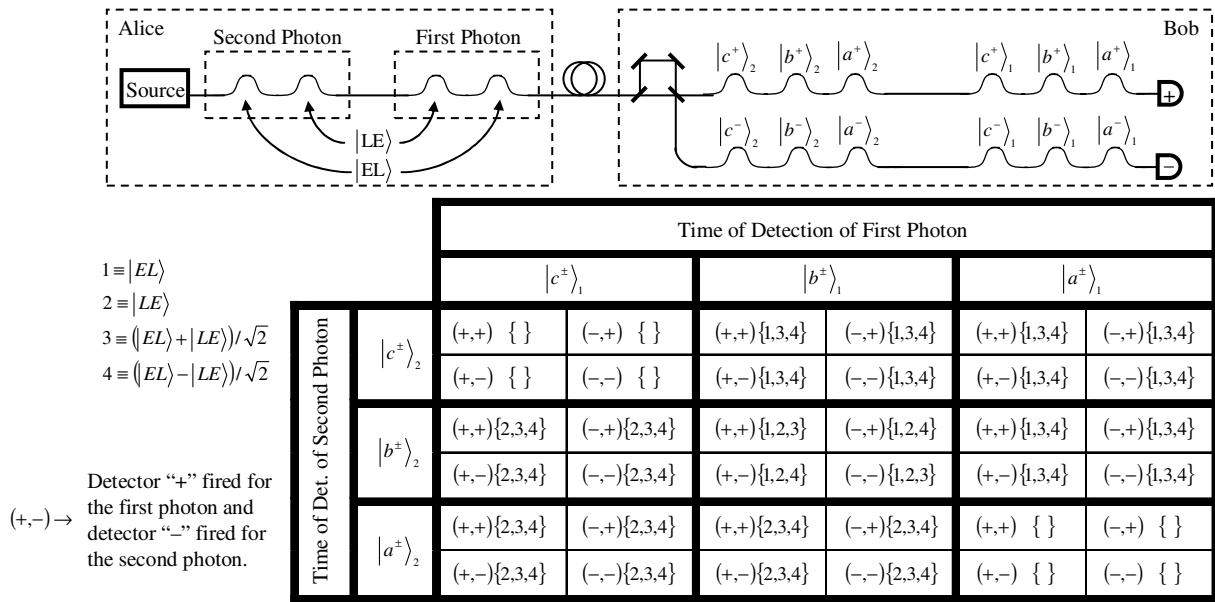 Alice
Bob
Second Photon
First Photon
Source
|LE⟩
|EL⟩
|c⁺⟩₂ |b⁺⟩₂ |a⁺⟩₂ |c⁺⟩₁ |b⁺⟩₁ |a⁺⟩₁
+
|c⁻⟩₂ |b⁻⟩₂ |a⁻⟩₂ |c⁻⟩₁ |b⁻⟩₁ |a⁻⟩₁
−
1 ≡ |EL⟩
2 ≡ |LE⟩
3 ≡ (|EL⟩ + |LE⟩)/√2
4 ≡ (|EL⟩ − |LE⟩)/√2
(+,−) → Detector “+” fired for
the first photon and
detector “–” fired for
the second photon.
Time of Detection of First Photon
|c±⟩₁ |b±⟩₁ |a±⟩₁
Time of Det. of Second Photon
|c±⟩₂
(+,+) { } (−,+) { } (+,+){1,3,4} (−,+){1,3,4} (+,+){1,3,4} (−,+){1,3,4}
(+,−) { } (−,−) { } (+,−){1,3,4} (−,−){1,3,4} (+,−){1,3,4} (−,−){1,3,4}
|b±⟩₂
(+,+){2,3,4} (−,+){2,3,4} (+,+){1,2,3} (−,+){1,2,4} (+,+){1,3,4} (−,+){1,3,4}
(+,−){2,3,4} (−,−){2,3,4} (+,−){1,2,4} (−,−){1,2,3} (+,−){1,3,4} (−,−){1,3,4}
|a±⟩₂
(+,+){2,3,4} (−,+){2,3,4} (+,+){2,3,4} (−,+){2,3,4} (+,+) { } (−,+) { }
(+,−){2,3,4} (−,−){2,3,4} (+,−){2,3,4} (−,−){2,3,4} (+,−) { } (−,−) { }